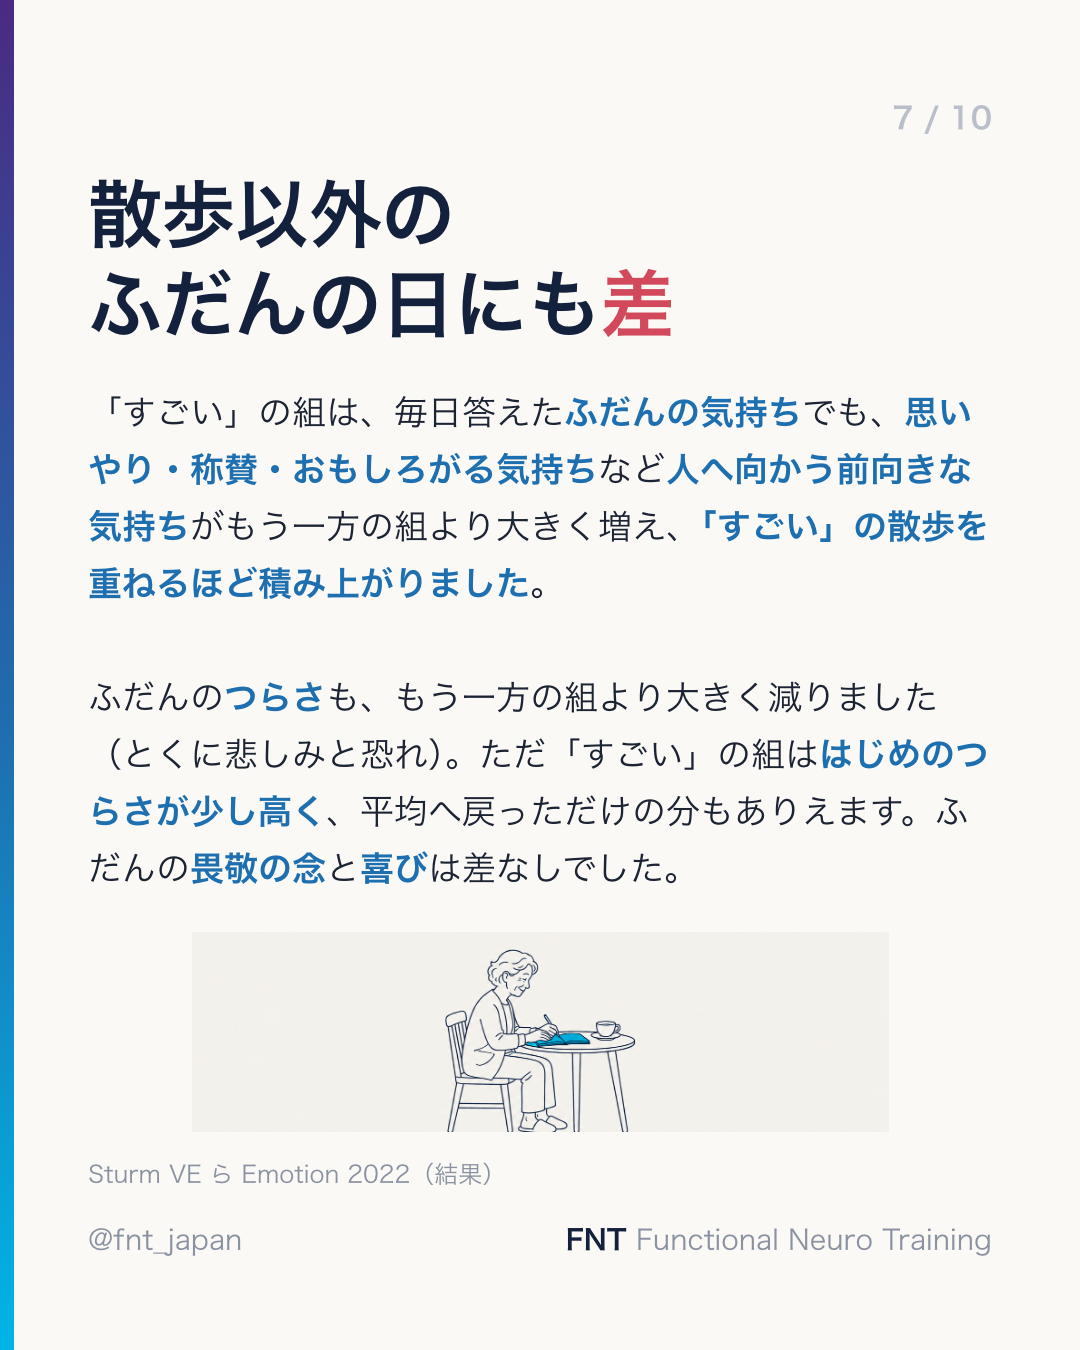 7 / 10
散歩以外の
ふだんの日にも差
「すごい」の組は、毎日答えたふだんの気持ちでも、思い
やり・称賛・おもしろがる気持ちなど人へ向かう前向きな
気持ちがもう一方の組より大きく増え、「すごい」の散歩を
重ねるほど積み上がりました。
ふだんのつらさも、もう一方の組より大きく減りました
（とくに悲しみと恐れ）。ただ「すごい」の組ははじめのつ
らさが少し高く、平均へ戻っただけの分もありえます。ふ
だんの畏敬の念と喜びは差なしでした。
Sturm VE ら Emotion 2022（結果）
@fnt_japan
FNT Functional Neuro Training